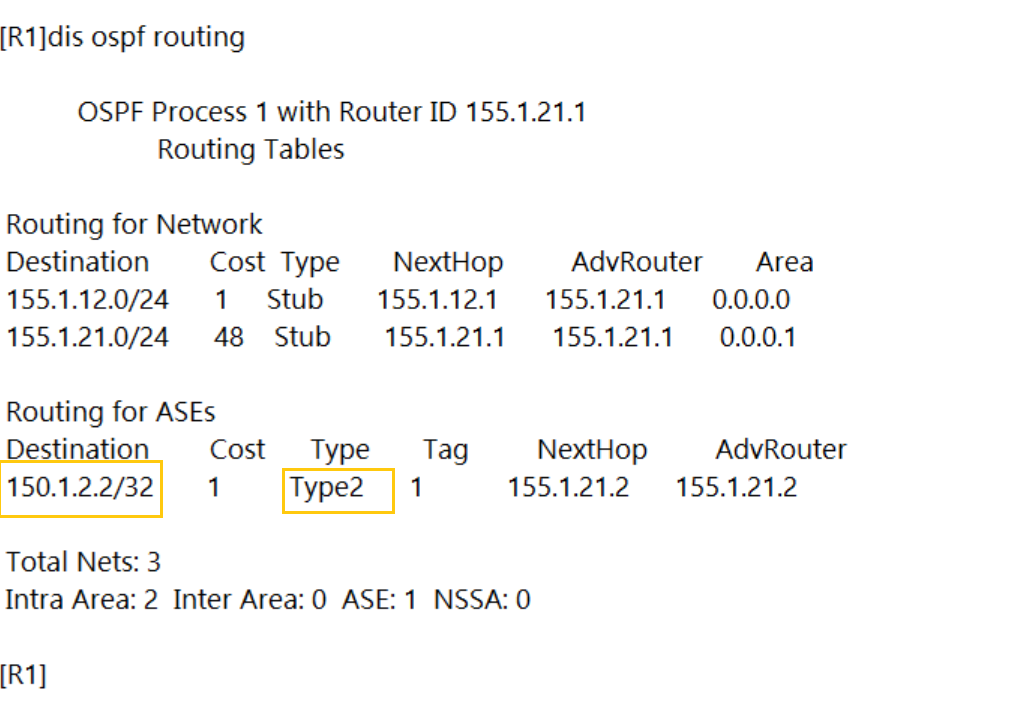 [R1]dis ospf routing
OSPF Process 1 with Router ID 155.1.21.1
Routing Tables
Routing for Network
Destination Cost Type NextHop AdvRouter Area
155.1.12.0/24 1 Stub 155.1.12.1 155.1.21.1 0.0.0.0
155.1.21.0/24 48 Stub 155.1.21.1 155.1.21.1 0.0.0.1
Routing for ASEs
Destination Cost Type Tag NextHop AdvRouter
150.1.2.2/32 1 Type2 1 155.1.21.2 155.1.21.2
Total Nets: 3
Intra Area: 2 Inter Area: 0 ASE: 1 NSSA: 0
[R1]